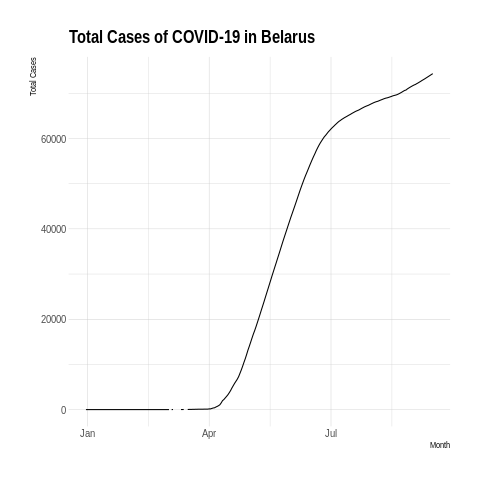 Total Cases of COVID-19 in Belarus
Total Cases
60000
40000
20000
0
Jan Apr Jul
Month